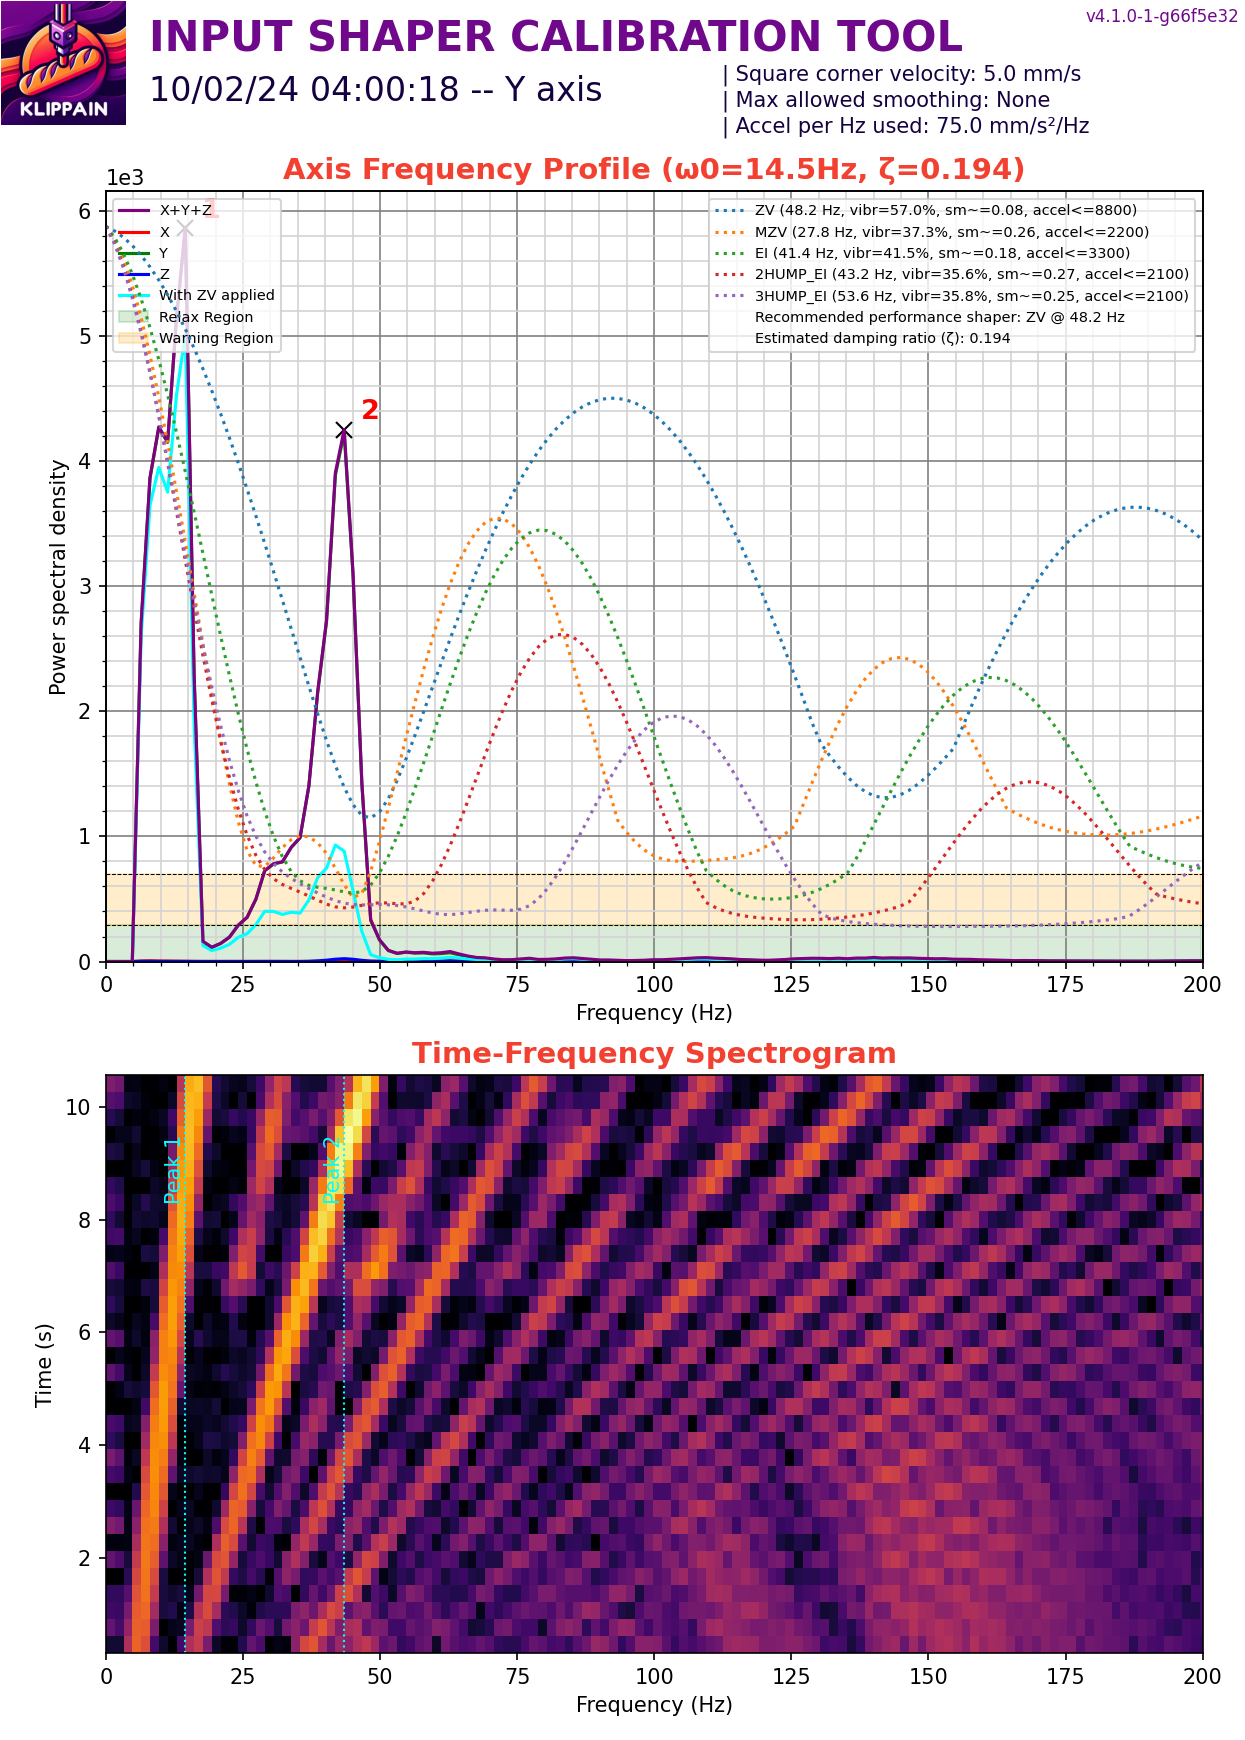 v4.1.0-1-g66f5e32
INPUT SHAPER CALIBRATION TOOL
10/02/24 04:00:18 -- Y axis
| Square corner velocity: 5.0 mm/s
| Max allowed smoothing: None
| Accel per Hz used: 75.0 mm/s²/Hz
KLIPPAIN
Axis Frequency Profile (ω0=14.5Hz, ζ=0.194)
1e3
X+Y+Z
X
Y
Z
With ZV applied
Relax Region
Warning Region
1
2
ZV (48.2 Hz, vibr=57.0%, sm~=0.08, accel<=8800)
MZV (27.8 Hz, vibr=37.3%, sm~=0.26, accel<=2200)
EI (41.4 Hz, vibr=41.5%, sm~=0.18, accel<=3300)
2HUMP_EI (43.2 Hz, vibr=35.6%, sm~=0.27, accel<=2100)
3HUMP_EI (53.6 Hz, vibr=35.8%, sm~=0.25, accel<=2100)
Recommended performance shaper: ZV @ 48.2 Hz
Estimated damping ratio (ζ): 0.194
6
5
4
3
2
1
0
Power spectral density
0 25 50 75 100 125 150 175 200
Frequency (Hz)
Time-Frequency Spectrogram
Peak 1
Peak 2
10
8
6
4
2
Time (s)
0 25 50 75 100 125 150 175 200
Frequency (Hz)